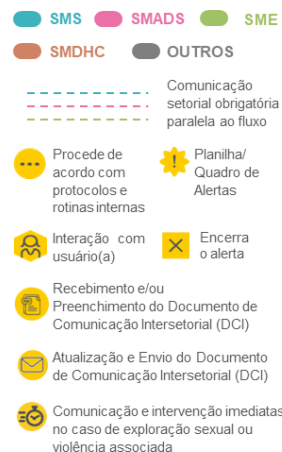 SMS SMADS SME
SMDHC OUTROS
Comunicação
setorial obrigatória
paralela ao fluxo
Procede de
acordo com
protocolos e
rotinas internas
Planilha/
Quadro de
Alertas
Interação com
usuário(a)
Encerra
o alerta
Recebimento e/ou
Preenchimento do Documento de
Comunicação Intersetorial (DCI)
Atualização e Envio do Documento
de Comunicação Intersetorial (DCI)
Comunicação e intervenção imediatas
no caso de exploração sexual ou
violência associada